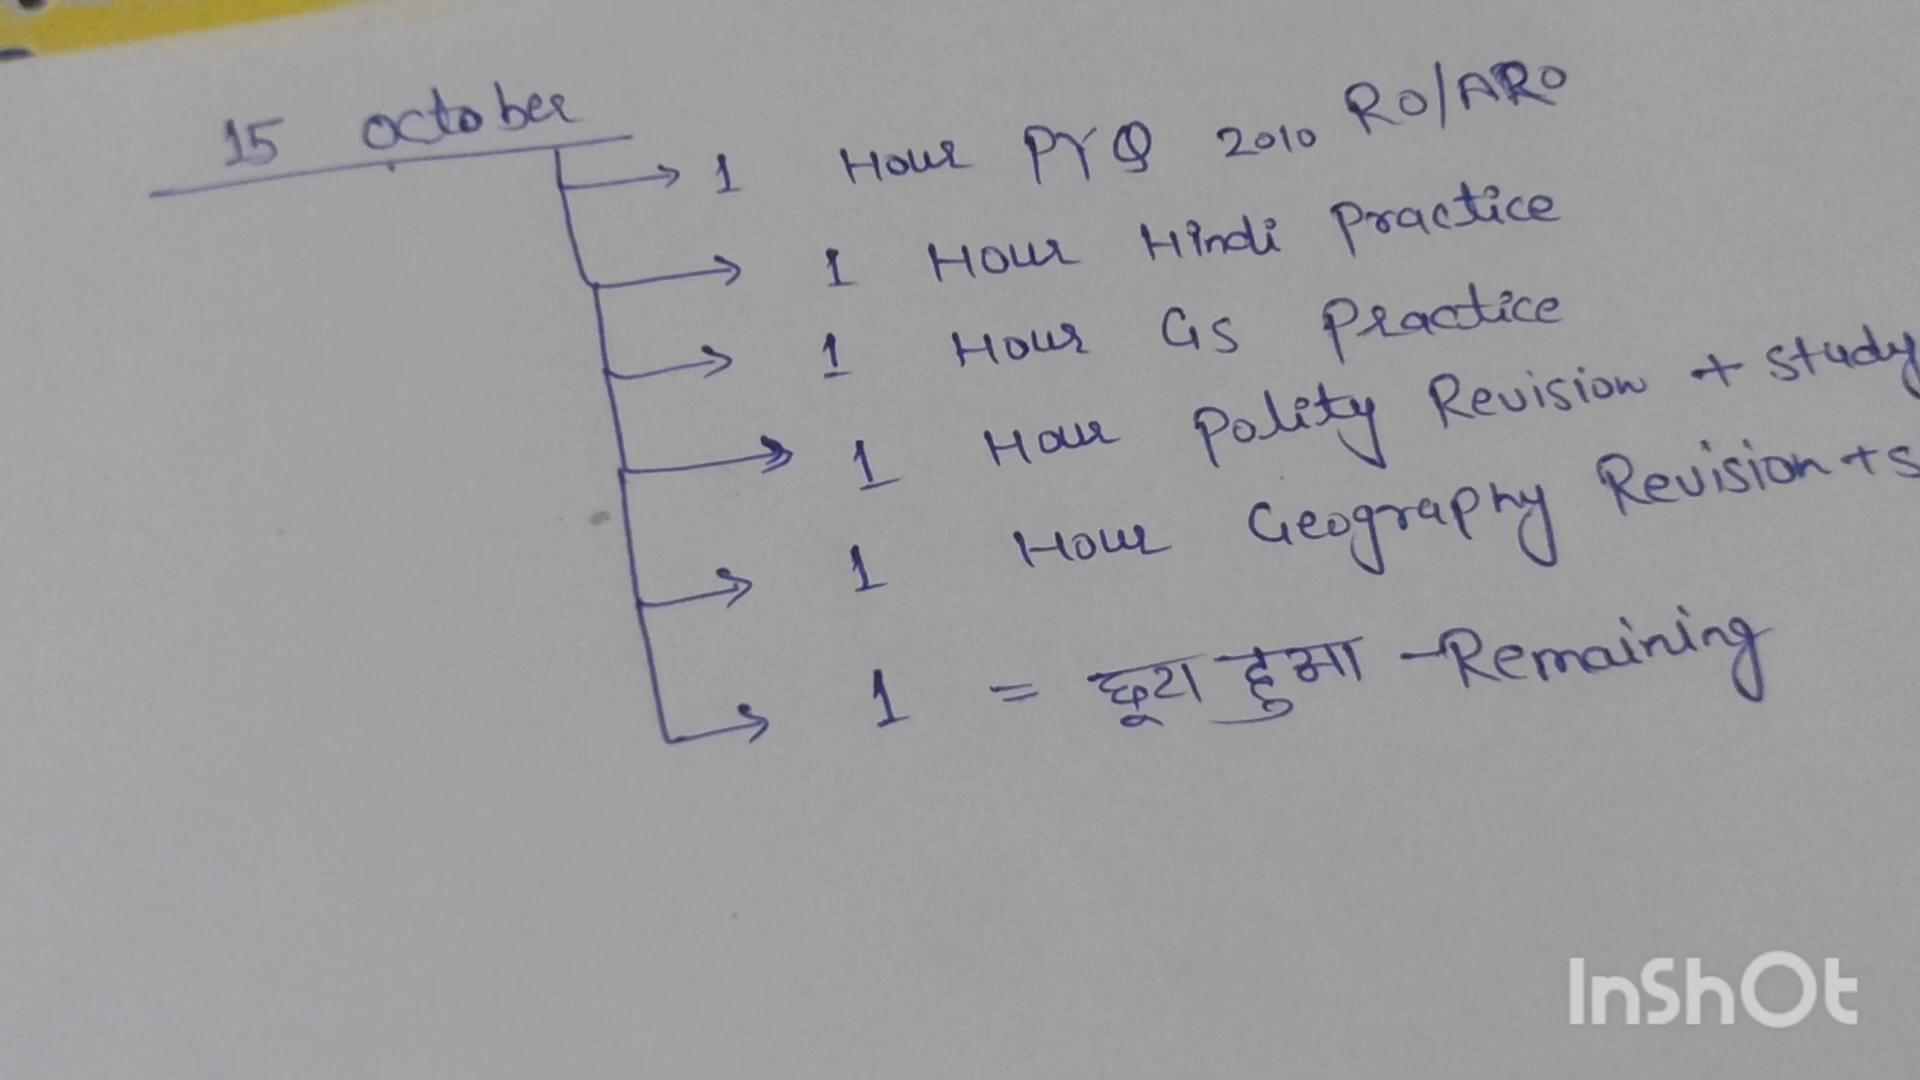 15 october
1 Hour PYQ 2010 RO/ARO
1 Hour Hindi Practice
1 Hour GS Practice
1 Hour Polity Revision + study
1 Hour Geography Revision + s
1 = छूटा हुआ - Remaining
InShOt